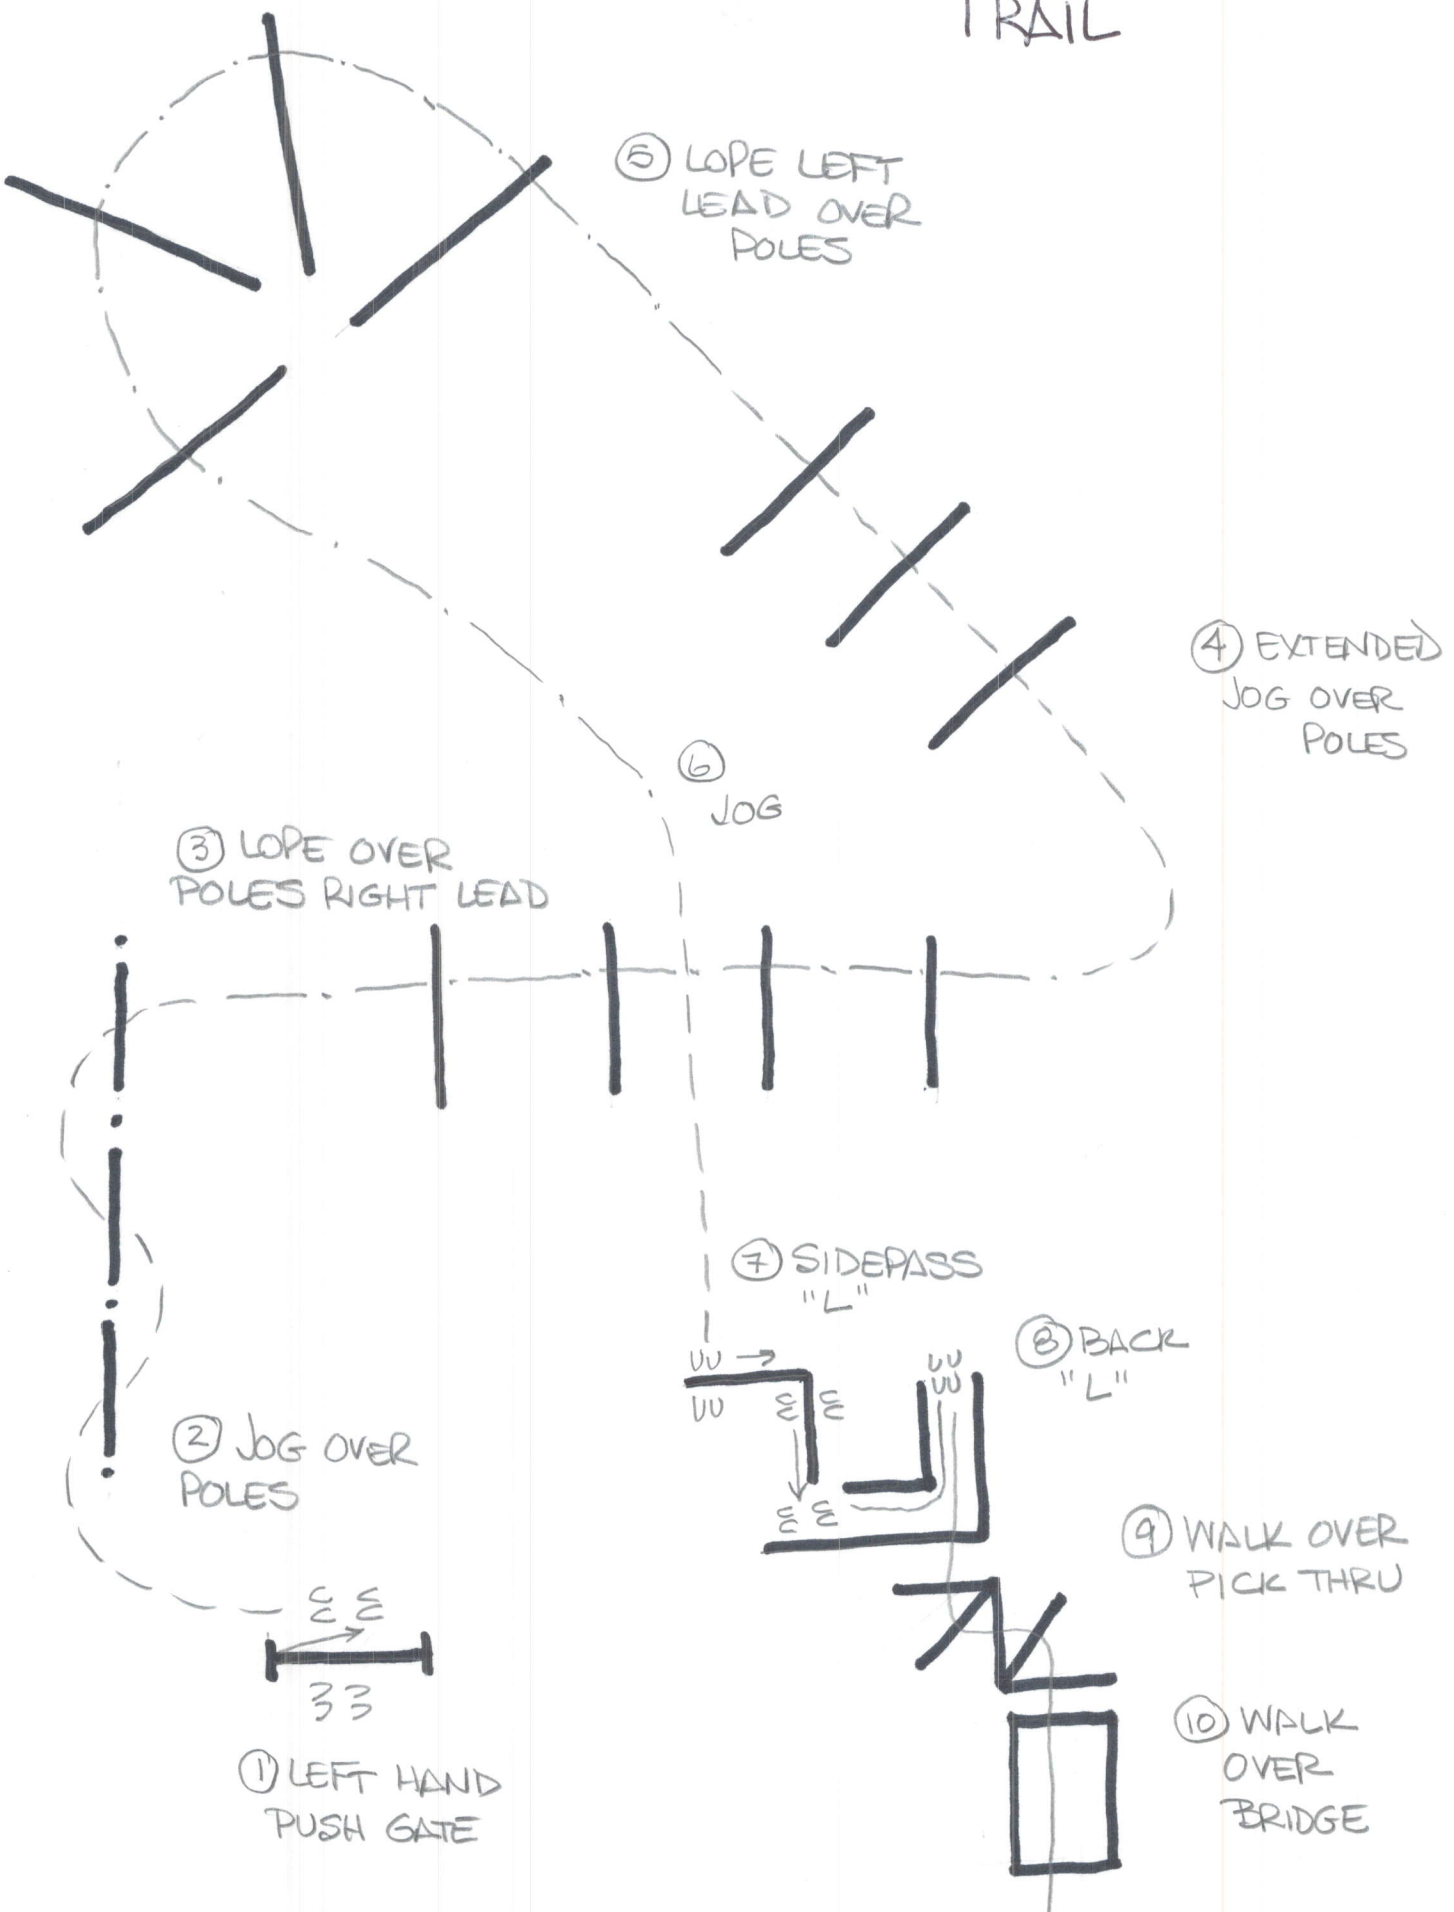 TRAIL
⑤ LOPE LEFT
LEAD OVER
POLES
④ EXTENDED
JOG OVER
POLES
⑥
JOG
③ LOPE OVER
POLES RIGHT LEAD
⑦ SIDEPASS
"L"
⑧ BACK
"L"
② JOG OVER
POLES
⑨ WALK OVER
PICK THRU
⑩ WALK
OVER
BRIDGE
① LEFT HAND
PUSH GATE